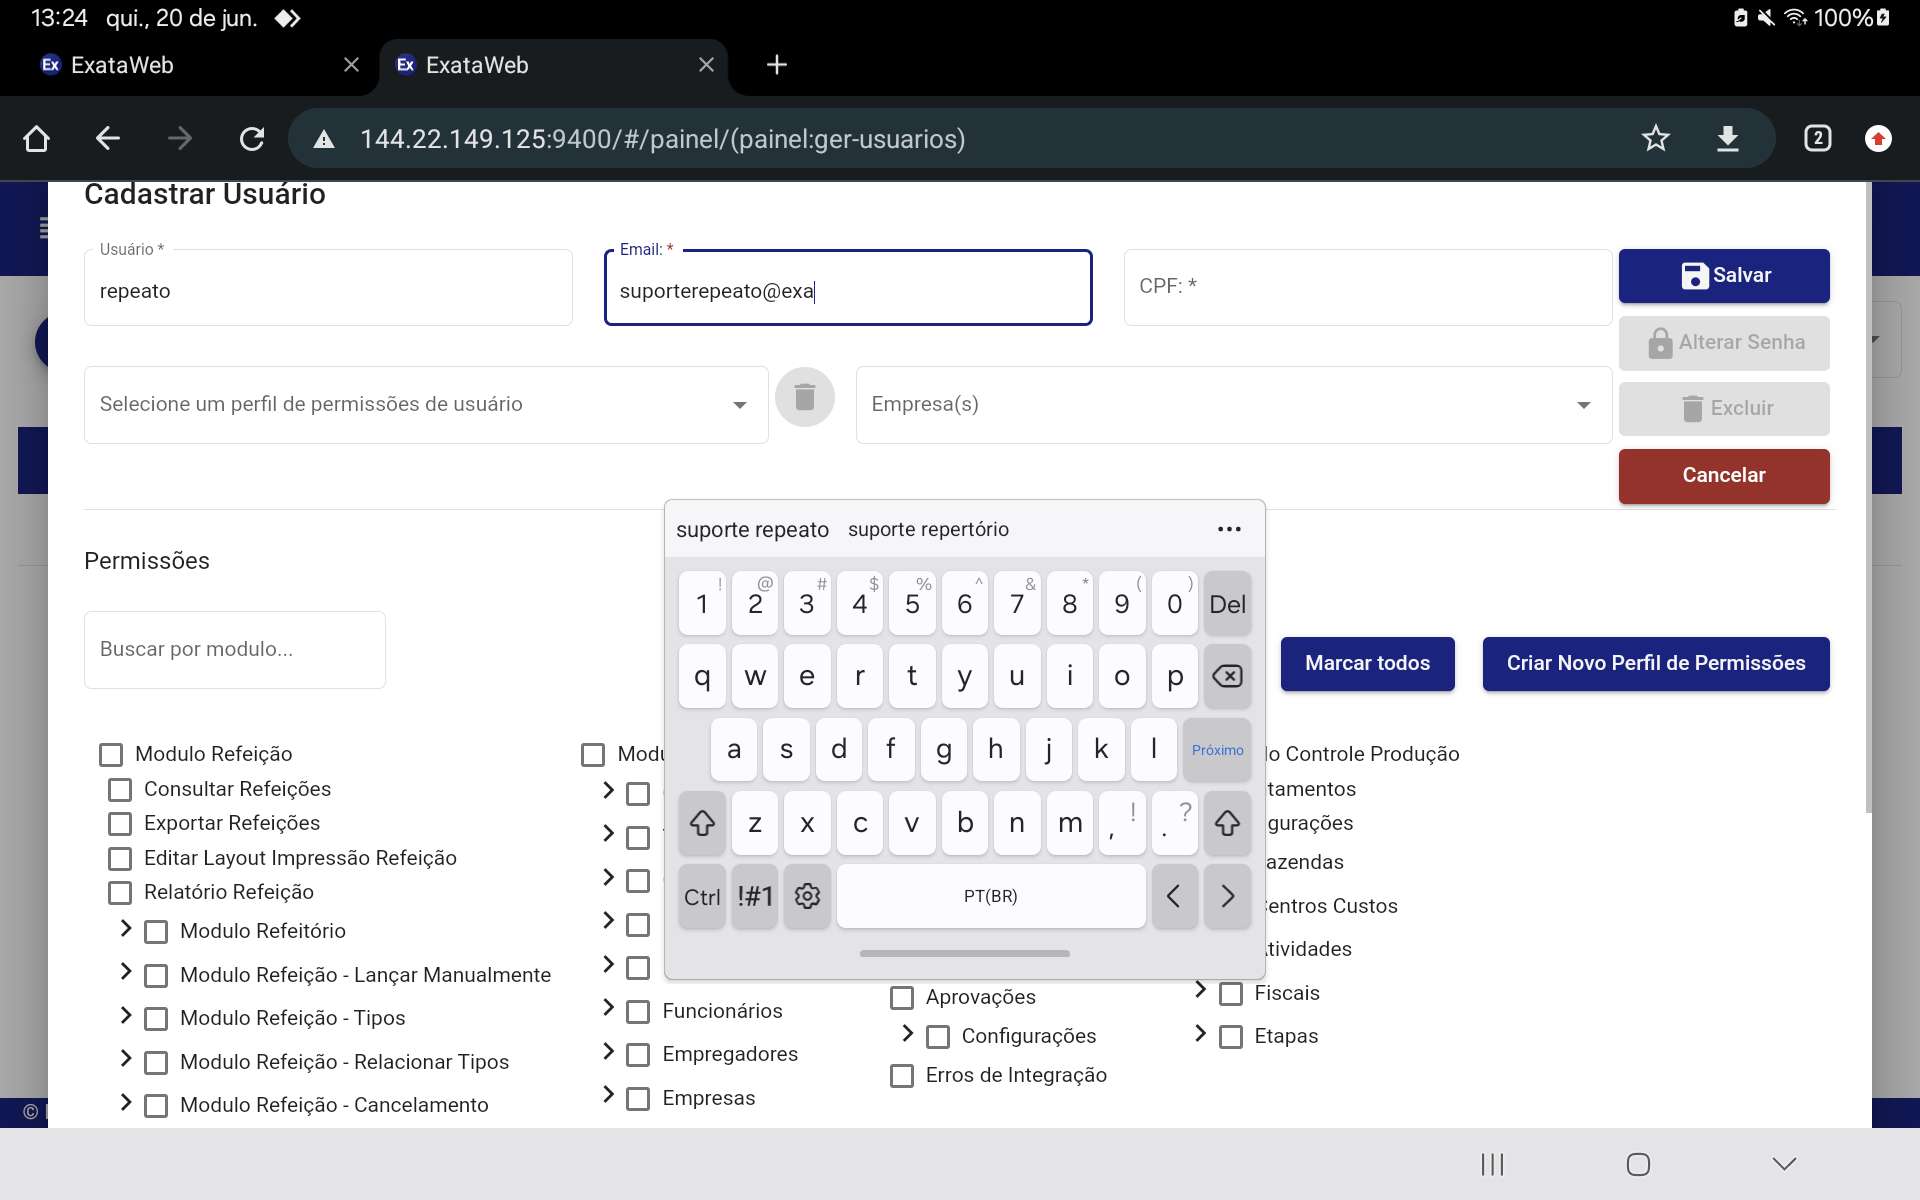 13:24 qui., 20 de jun. 100%
Ex ExataWeb Ex ExataWeb
144.22.149.125:9400/#/painel/(painel:ger-usuarios) 2
Cadastrar Usuário
Usuário * Email: *
repeato suporterepeato@exa CPF: * Salvar
Alterar Senha
Selecione um perfil de permissões de usuário Empresa(s) Excluir
Cancelar
suporte repeato suporte repertório
Permissões
! @ # $ % ^ & * ( )
1 2 3 4 5 6 7 8 9 0 Del
Buscar por modulo... Marcar todos Criar Novo Perfil de Permissões
q w e r t y u i o p
a s d f g h j k l Próximo
z x c v b n m , ! . ?
Ctrl !#1 PT(BR)
Modulo Refeição
Consultar Refeições
Exportar Refeições
Editar Layout Impressão Refeição
Relatório Refeição
Modulo Refeitório
Modulo Refeição - Lançar Manualmente
Modulo Refeição - Tipos
Modulo Refeição - Relacionar Tipos
Modulo Refeição - Cancelamento
Modu
Funcionários
Empregadores
Empresas
Aprovações
Configurações
Erros de Integração
lo Controle Produção
tamentos
gurações
azendas
entros Custos
tividades
Fiscais
Etapas
©